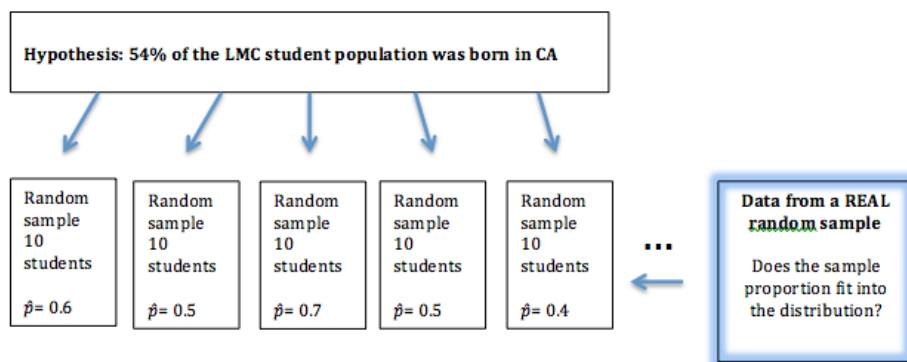 Hypothesis: 54% of the LMC student population was born in CA
Random
sample
10
students
p̂= 0.6
Random
sample
10
students
p̂= 0.5
Random
sample
10
students
p̂= 0.7
Random
sample
10
students
p̂= 0.5
Random
sample
10
students
p̂= 0.4
...
Data from a REAL
random sample
Does the sample
proportion fit into
the distribution?